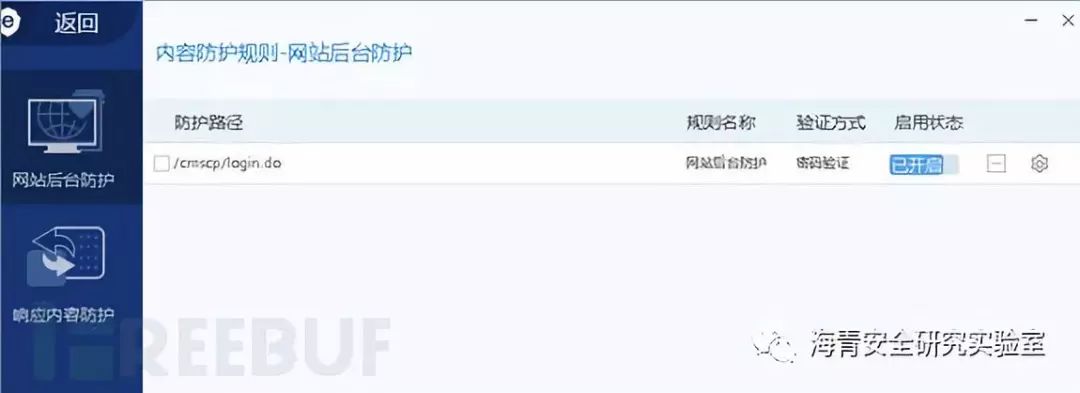 返回
内容防护规则-网站后台防护
防护路径 规则名称 验证方式 启用状态
/cmscp/login.do 网站后台防护 密码验证 已开启
网站后台防护
响应内容防护
FREEBUF
海青安全研究实验室